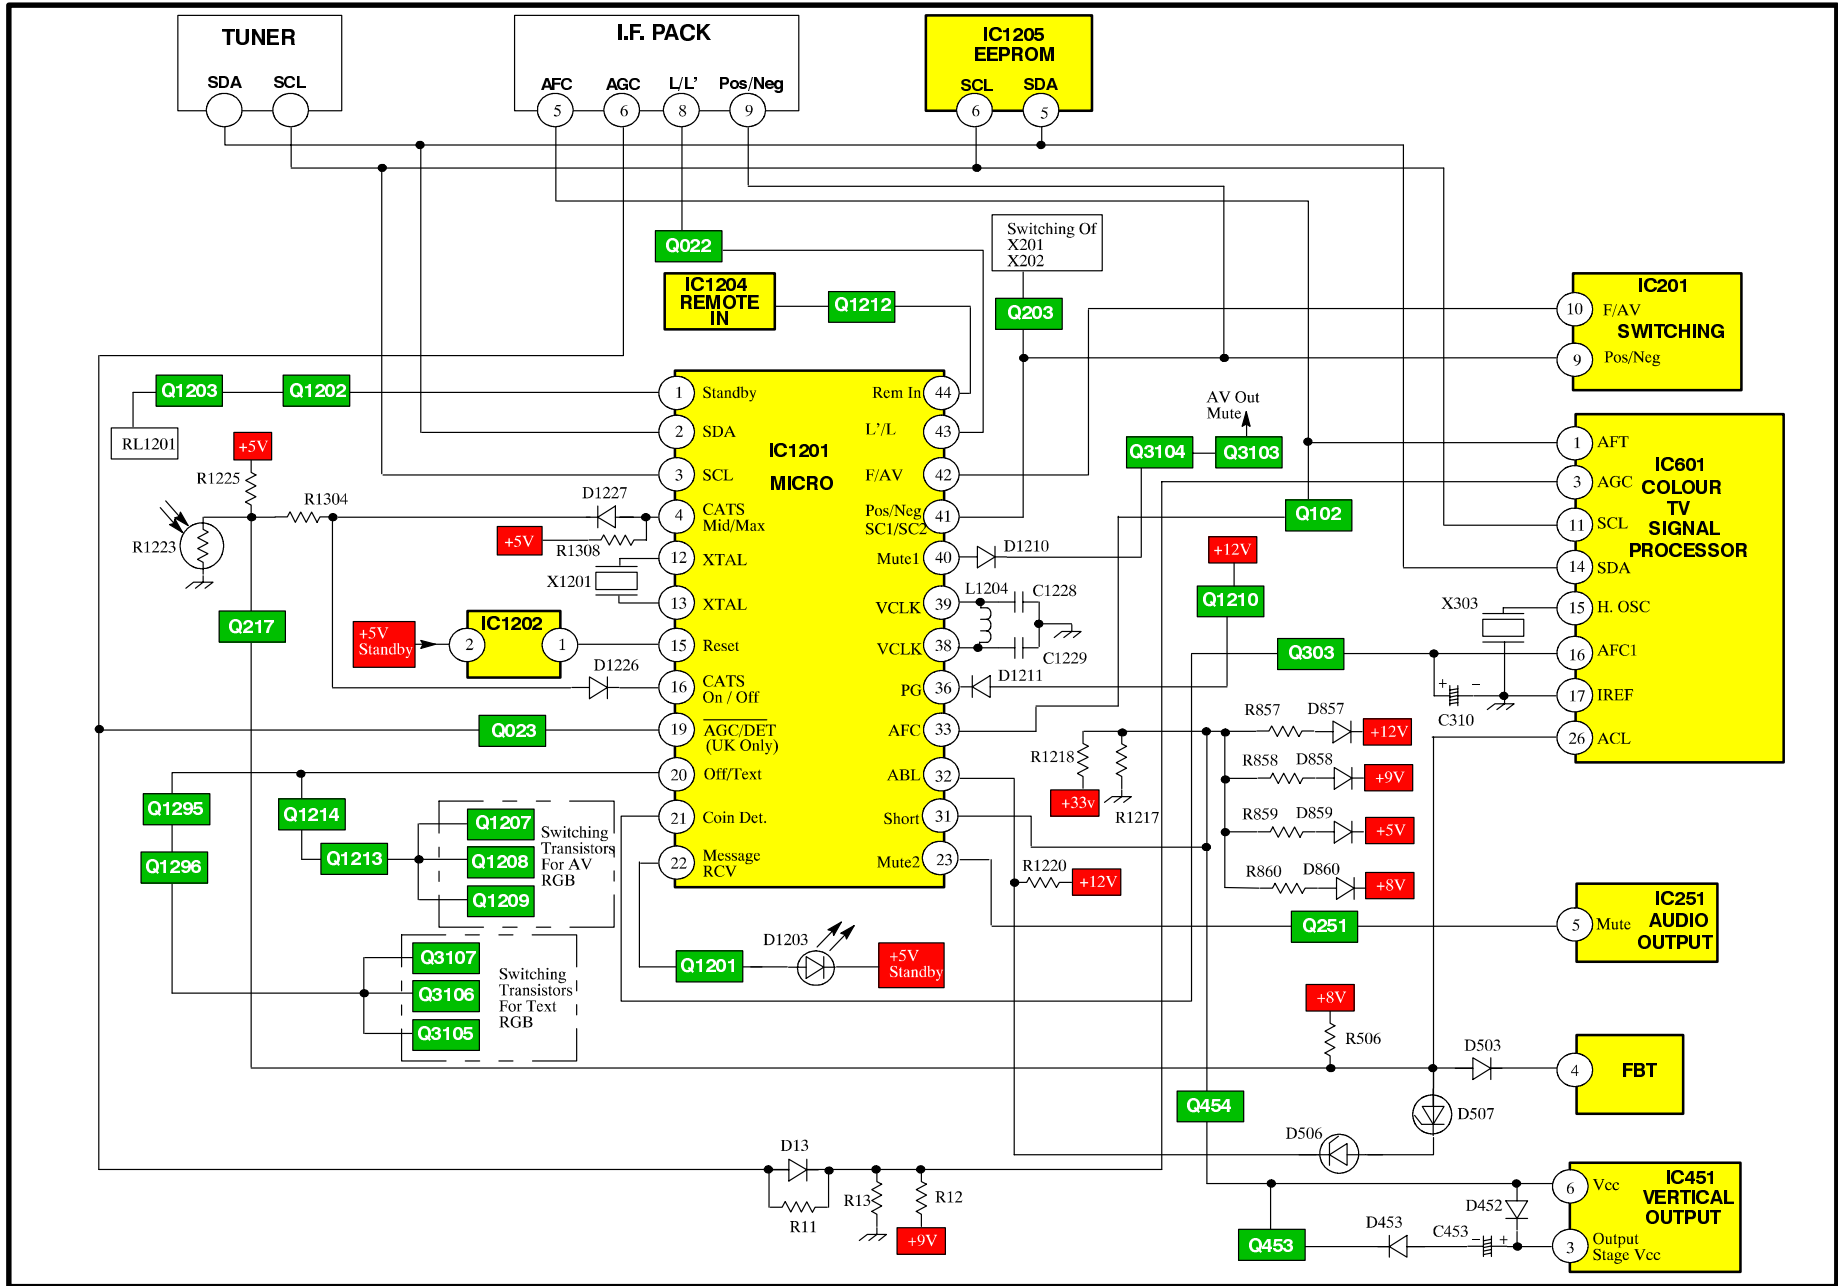 TUNER
SDA SCL
I.F. PACK
AFC AGC L/L' Pos/Neg
5 6 8 9
IC1205
EEPROM
SCL SDA
6 5
Q022
Switching Of
X201
X202
IC1204
REMOTE
IN
Q1212
Q203
IC201
10 F/AV
SWITCHING
9 Pos/Neg
Q1203 Q1202
RL1201
+5V
R1225
R1304
R1223
D1227
+5V
R1308
X1201
Q217
+5V
Standby
IC1202
2 1
D1226
Q023
IC1201
MICRO
1 Standby
2 SDA
3 SCL
4 CATS
Mid/Max
12 XTAL
13 XTAL
15 Reset
16 CATS
On / Off
19 AGC/DET
(UK Only)
20 Off/Text
21 Coin Det.
22 Message
RCV
Rem In 44
L'/L 43
F/AV 42
Pos/Neg 41
SC1/SC2
Mute1 40
VCLK 39
VCLK 38
PG 36
AFC 33
ABL 32
Short 31
Mute2 23
AV Out
Mute
Q3104 Q3103
Q102
D1210
+12V
L1204 C1228
Q1210
C1229
D1211
Q303
X303
+ −
C310
IC601
COLOUR
TV
SIGNAL
PROCESSOR
1 AFT
3 AGC
11 SCL
14 SDA
15 H. OSC
16 AFC1
17 IREF
26 ACL
R1218
+33v
R1217
R857 D857 +12V
R858 D858 +9V
R859 D859 +5V
R860 D860 +8V
R1220 +12V
Q1295
Q1296
Q1214
Q1213
Q1207
Q1208
Q1209
Switching
Transistors
For AV
RGB
Q3107
Q3106
Q3105
Switching
Transistors
For Text
RGB
Q1201
D1203
+5V
Standby
Q251
IC251
AUDIO
OUTPUT
5 Mute
+8V
R506
D503
4 FBT
Q454
D507
D506
D13
R11
R13
R12
+9V
IC451
VERTICAL
OUTPUT
6 Vcc
D452
3 Output
Stage Vcc
Q453
D453
C453 − +